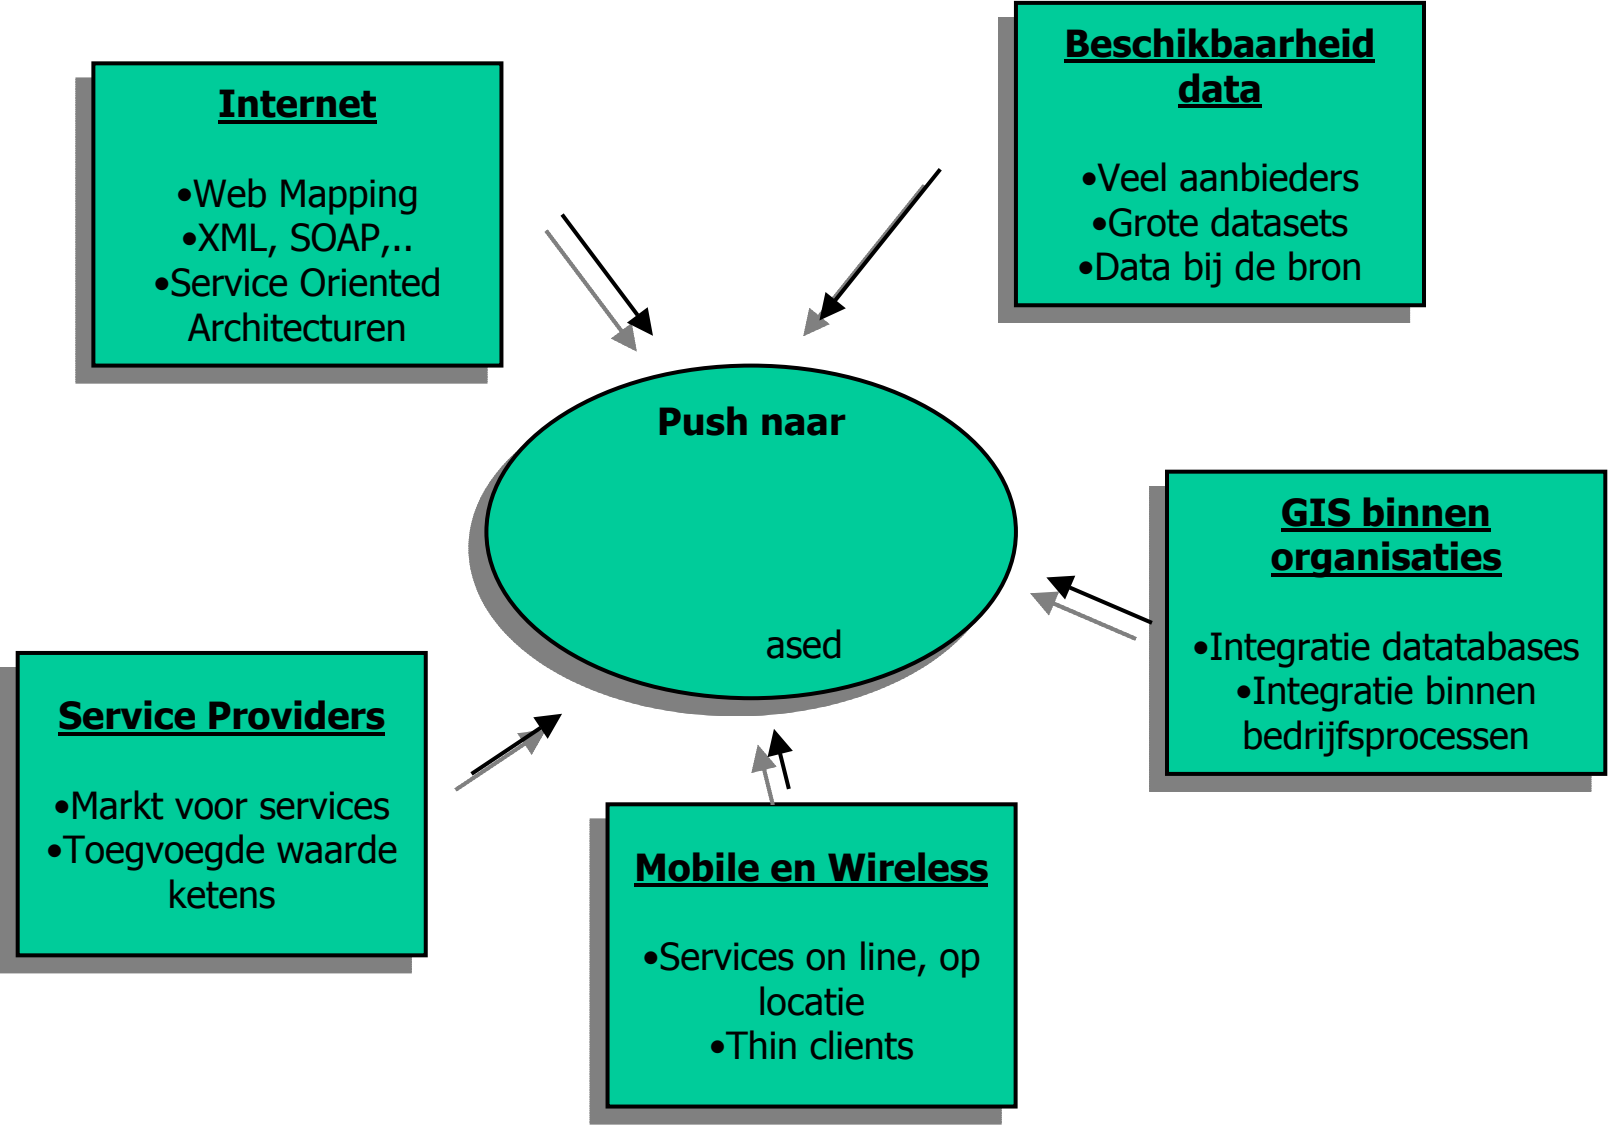 Internet
•Web Mapping
•XML, SOAP,..
•Service Oriented
Architecturen
Beschikbaarheid
data
•Veel aanbieders
•Grote datasets
•Data bij de bron
Push naar
ased
GIS binnen
organisaties
•Integratie datatabases
•Integratie binnen
bedrijfsprocessen
Service Providers
•Markt voor services
•Toegvoegde waarde
ketens
Mobile en Wireless
•Services on line, op
locatie
•Thin clients